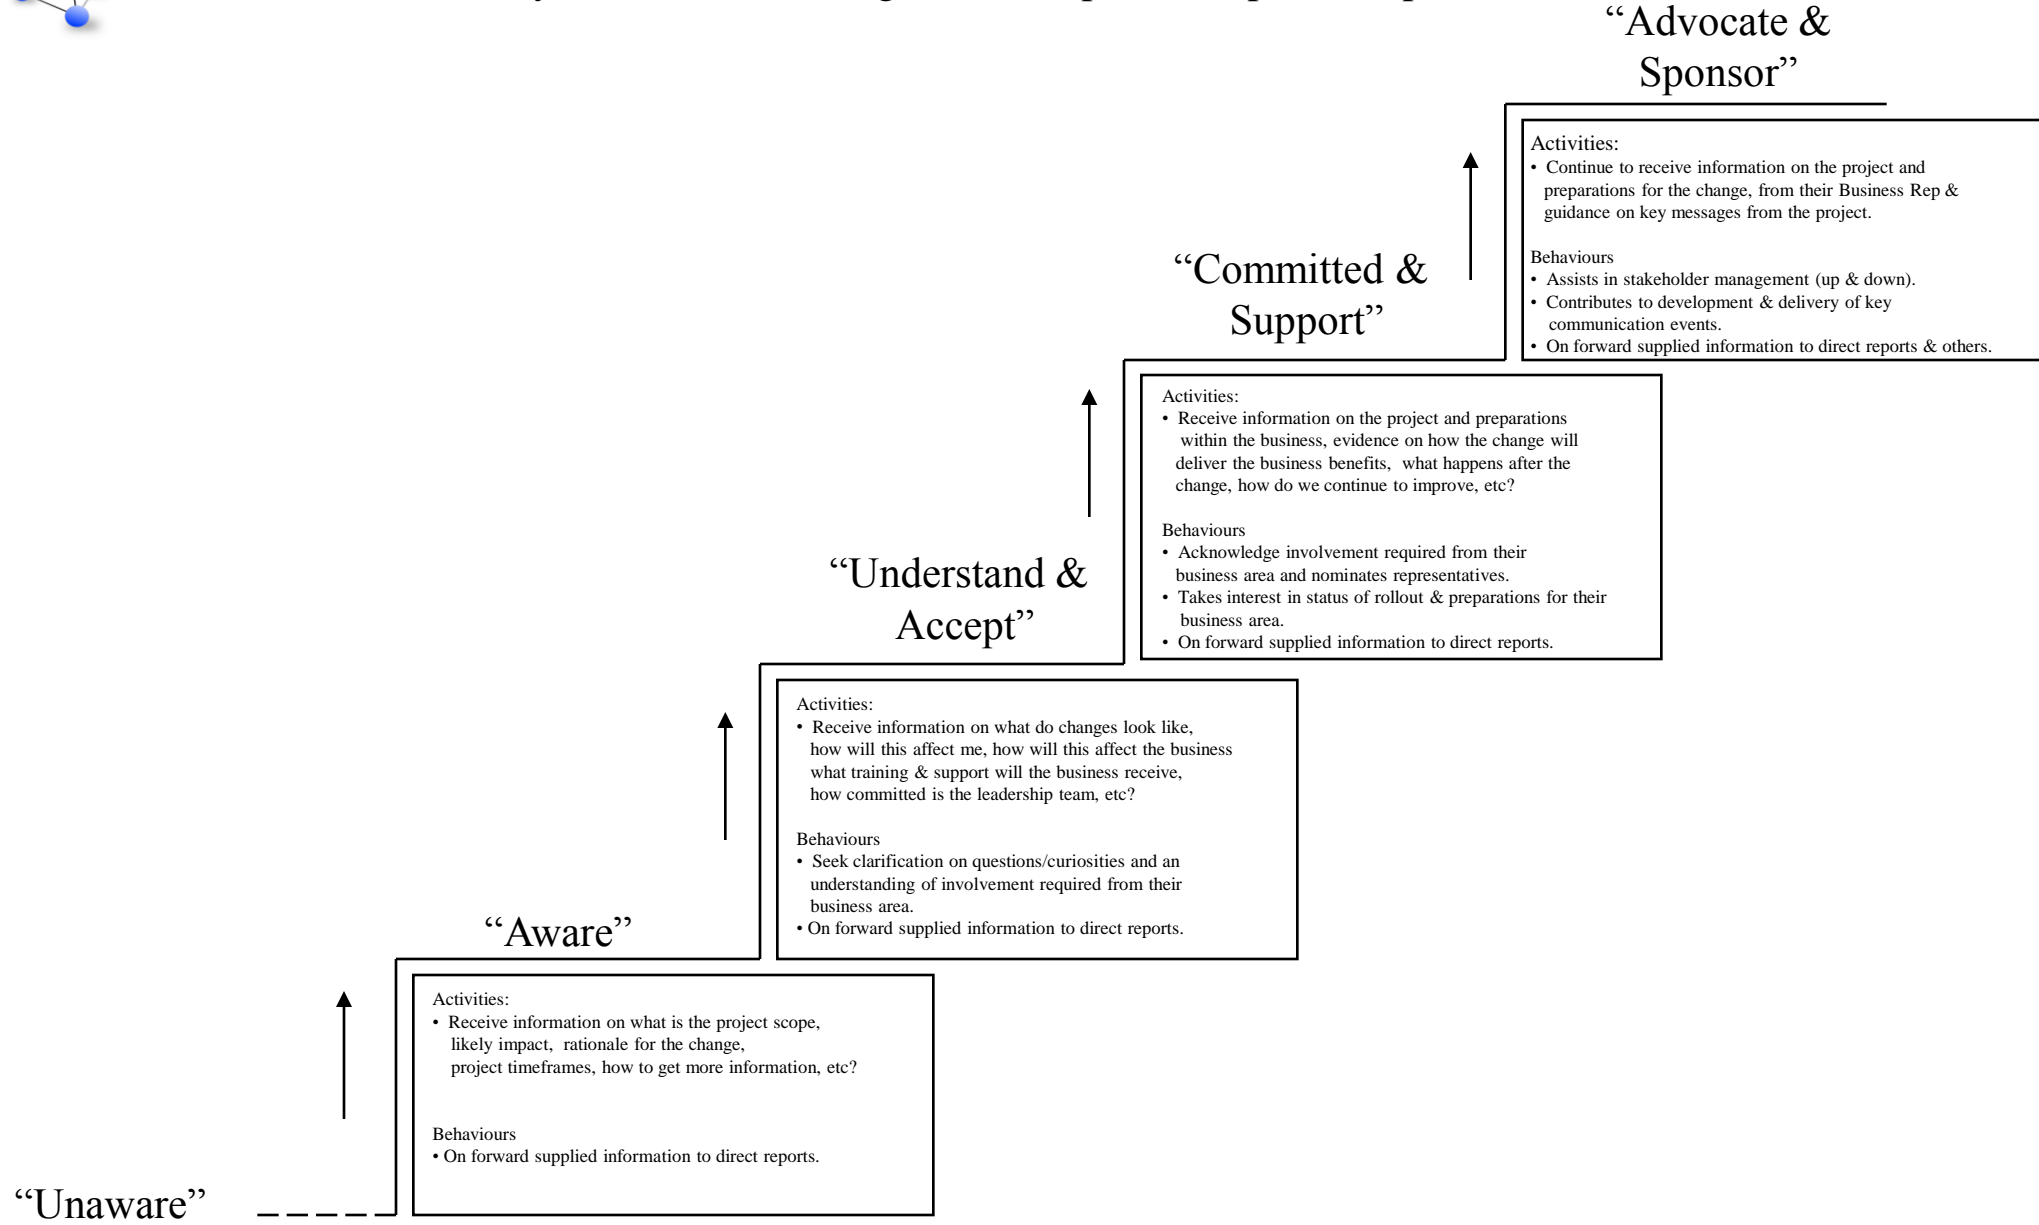 “Advocate &
Sponsor”
Activities:
• Continue to receive information on the project and
preparations for the change, from their Business Rep &
guidance on key messages from the project.
Behaviours
• Assists in stakeholder management (up & down).
• Contributes to development & delivery of key
communication events.
• On forward supplied information to direct reports & others.
“Committed &
Support”
Activities:
• Receive information on the project and preparations
within the business, evidence on how the change will
deliver the business benefits, what happens after the
change, how do we continue to improve, etc?
Behaviours
• Acknowledge involvement required from their
business area and nominates representatives.
• Takes interest in status of rollout & preparations for their
business area.
• On forward supplied information to direct reports.
“Understand &
Accept”
Activities:
• Receive information on what do changes look like,
how will this affect me, how will this affect the business
what training & support will the business receive,
how committed is the leadership team, etc?
Behaviours
• Seek clarification on questions/curiosities and an
understanding of involvement required from their
business area.
• On forward supplied information to direct reports.
“Aware”
Activities:
• Receive information on what is the project scope,
likely impact, rationale for the change,
project timeframes, how to get more information, etc?
Behaviours
• On forward supplied information to direct reports.
“Unaware”